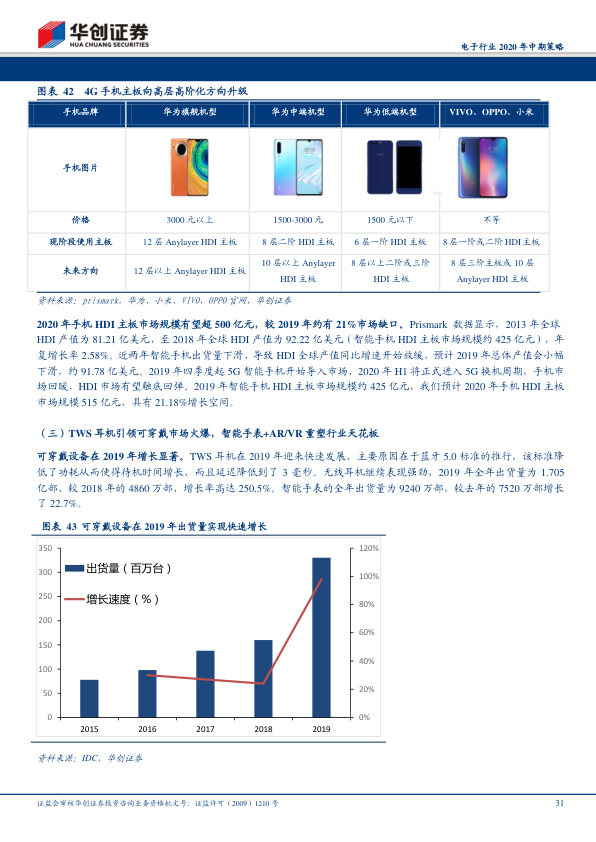 华创证券
HUA CHUANG SECURITIES
电子行业 2020 年中期策略
图表 42 4G 手机主板向高层高阶化方向升级
手机品牌 华为旗舰机型 华为中端机型 华为低端机型 VIVO、OPPO、小米
手机图片
价格 3000 元以上 1500-3000 元 1500 元以下 不等
现阶段使用主板 12 层 Anylayer HDI 主板 8 层二阶 HDI 主板 6 层一阶 HDI 主板 8 层一阶或二阶 HDI 主板
未来方向 12 层以上 Anylayer HDI 主板 10 层以上 Anylayer HDI 主板 8 层以上二阶或三阶 HDI 主板 8 层三阶主板或 10 层 Anylayer HDI 主板
资料来源：prismark，华为、小米、VIVO、OPPO 官网，华创证券
2020 年手机 HDI 主板市场规模有望超 500 亿元，较 2019 年约有 21%市场缺口。Prismark 数据显示，2013 年全球
HDI 产值为 81.21 亿美元，至 2018 年全球 HDI 产值为 92.22 亿美元（智能手机 HDI 主板市场规模约 425 亿元），年
复增长率 2.58%。近两年智能手机出货量下滑，导致 HDI 全球产值同比增速开始放缓，预计 2019 年总体产值会小幅
下滑，约 91.78 亿美元。2019 年四季度起 5G 智能手机开始导入市场，2020 年 H1 将正式进入 5G 换机周期，手机市
场回暖，HDI 市场有望触底回弹。2019 年智能手机 HDI 主板市场规模约 425 亿元，我们预计 2020 年手机 HDI 主板
市场规模 515 亿元，具有 21.18%增长空间。
（三）TWS 耳机引领可穿戴市场火爆，智能手表+AR/VR 重塑行业天花板
可穿戴设备在 2019 年增长显著。TWS 耳机在 2019 年迎来快速发展，主要原因在于蓝牙 5.0 标准的推行，该标准降
低了功耗从而使得待机时间增长，而且延迟降低到了 3 毫秒。无线耳机继续表现强劲，2019 年全年出货量为 1.705
亿部，较 2018 年的 4860 万部，增长率高达 250.5%。智能手表的全年出货量为 9240 万部，较去年的 7520 万部增长
了 22.7%。
图表 43 可穿戴设备在 2019 年出货量实现快速增长
350 120%
300 100%
250 80%
200 60%
150 40%
100 20%
50 0%
0
出货量（百万台）
增长速度（%）
2015 2016 2017 2018 2019
资料来源：IDC，华创证券
证监会审核华创证券投资咨询业务资格批文号：证监许可（2009）1210 号 31